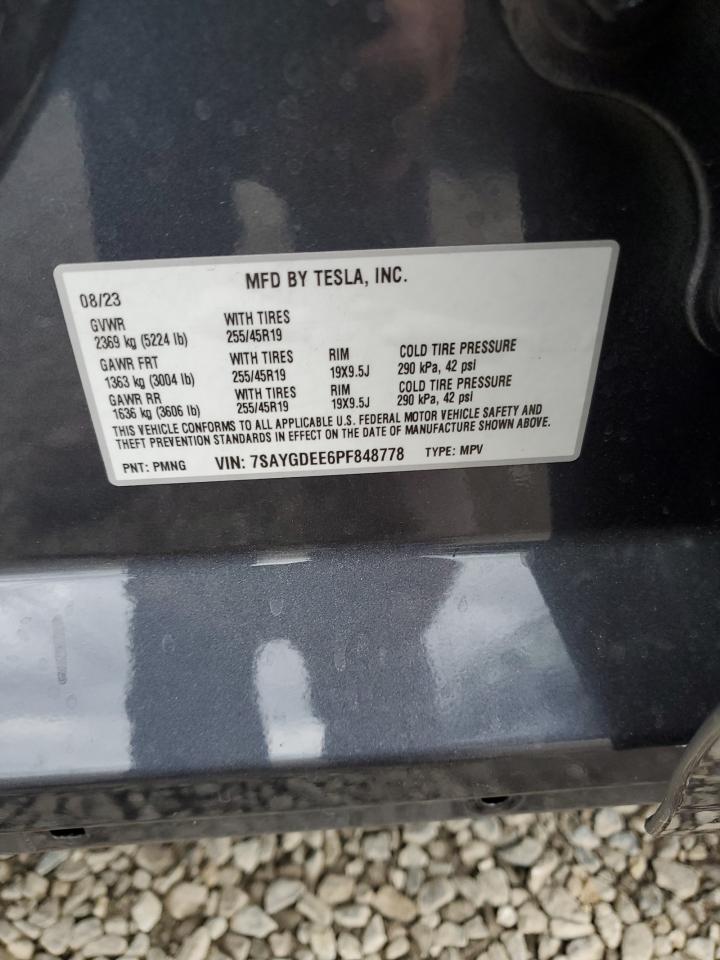 MFD BY TESLA, INC.
08/23
GVWR WITH TIRES
2369 kg (5224 lb) 255/45R19
GAWR FRT WITH TIRES RIM COLD TIRE PRESSURE
1363 kg (3004 lb) 255/45R19 19X9.5J 290 kPa, 42 psi
GAWR RR WITH TIRES RIM COLD TIRE PRESSURE
1636 kg (3606 lb) 255/45R19 19X9.5J 290 kPa, 42 psi
THIS VEHICLE CONFORMS TO ALL APPLICABLE U.S. FEDERAL MOTOR VEHICLE SAFETY AND
THEFT PREVENTION STANDARDS IN EFFECT ON THE DATE OF MANUFACTURE SHOWN ABOVE.
PNT: PMNG VIN: 7SAYGDEE6PF848778 TYPE: MPV